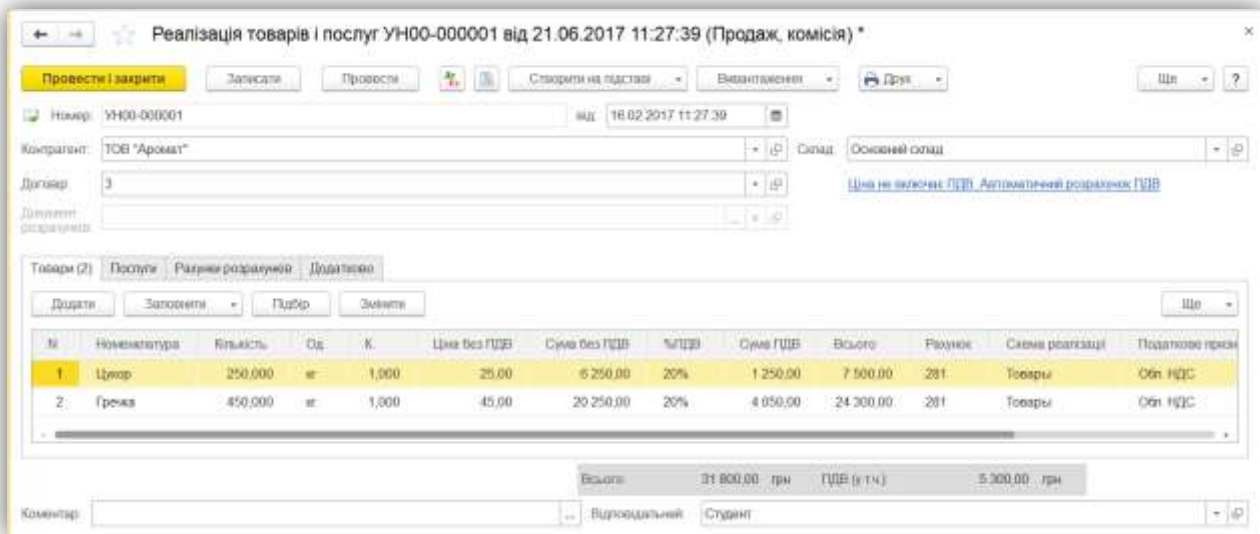 Реалізація товарів і послуг УН00-000001 від 21.06.2017 11:27:39 (Продаж, комісія) *
Провести і закрити Записати Провести Створити на підставі Вивантаження Друк Ще ?
Номер: УН00-000001 від: 16.02.2017 11:27:39
Контрагент: ТОВ "Аромат" Склад: Основний склад
Договір: 3 Ціна не включає ПДВ. Автоматичний розрахунок ПДВ
Документ розрахунків:
Товари (2) Послуги Рахунки розрахунків Додатково
Додати Заповнити Підбір Змінити Ще
N Номенклатура Кількість Од. К. Ціна без ПДВ Сума без ПДВ %ПДВ Сума ПДВ Всього Рахунок Схема реалізації Податкове призн
1 Цукор 250,000 кг 1,000 25,00 6 250,00 20% 1 250,00 7 500,00 281 Товары Обл. НДС
2 Гречка 450,000 кг 1,000 45,00 20 250,00 20% 4 050,00 24 300,00 281 Товары Обл. НДС
Всього: 31 800,00 грн ПДВ (у т.ч.): 5 300,00 грн
Коментар: Відповідальний: Студент